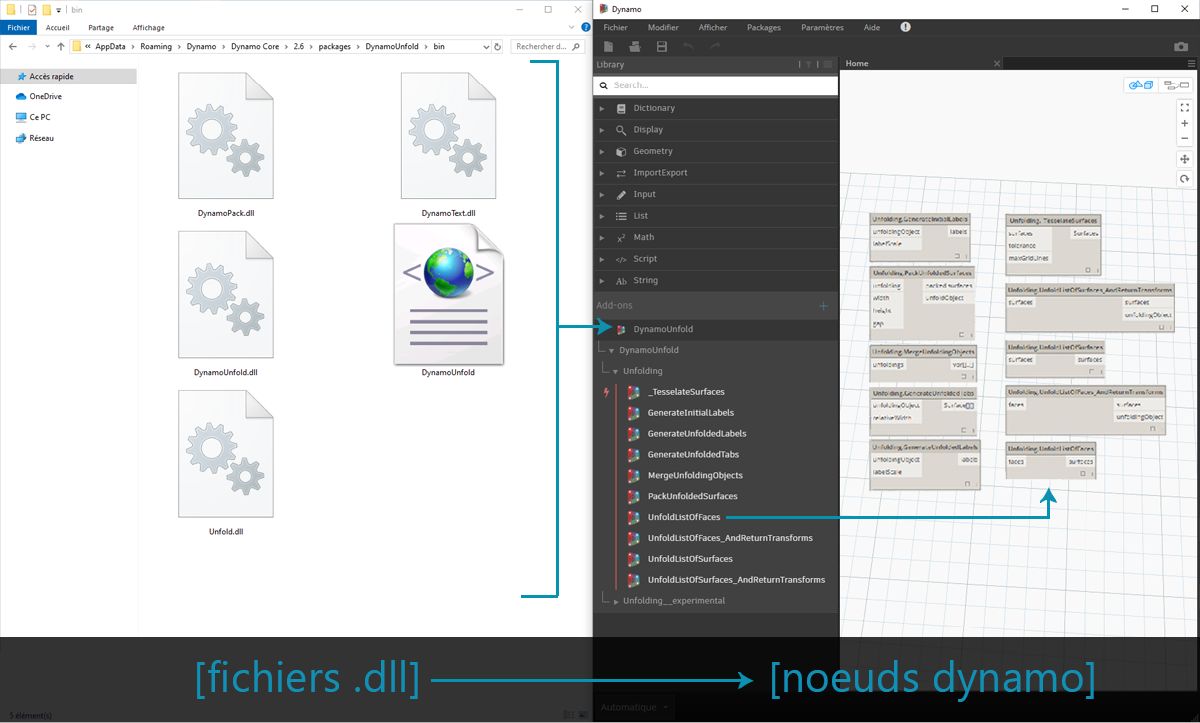 bin
Fichier Accueil Partage Affichage
« AppData > Roaming > Dynamo > Dynamo Core > 2.6 > packages > DynamoUnfold > bin
Rechercher d...
Accès rapide
OneDrive
Ce PC
Réseau
DynamoPack.dll
DynamoText.dll
DynamoUnfold.dll
DynamoUnfold
Unfold.dll
5 élément(s)
Dynamo
Fichier Modifier Afficher Packages Paramètres Aide
Library
Search...
Dictionary
Display
Geometry
ImportExport
Input
List
Math
Script
String
Add-ons
DynamoUnfold
DynamoUnfold
Unfolding
_TesselateSurfaces
GenerateInitialLabels
GenerateUnfoldedLabels
GenerateUnfoldedTabs
MergeUnfoldingObjects
PackUnfoldedSurfaces
UnfoldListOfFaces
UnfoldListOfFaces_AndReturnTransforms
UnfoldListOfSurfaces
UnfoldListOfSurfaces_AndReturnTransforms
Unfolding__experimental
Automatique
Home
Unfolding.GenerateInitialLabels
unfoldingObject labels
labelScale
Unfolding.PackUnfoldedSurfaces
unfolding packed surfaces
width unfoldObject
height
gap
Unfolding.MergeUnfoldingObjects
unfoldings var[]..[]
Unfolding.GenerateUnfoldedTabs
unfoldingObject Surface[][]
relativeWidth
Unfolding.GenerateUnfoldedLabels
unfoldingObject labels
labelScale
Unfolding._TesselateSurfaces
surfaces Surfaces
tolerance
maxGridLines
Unfolding.UnfoldListOfSurfaces_AndReturnTransforms
surfaces surfaces
unfoldingObject
Unfolding.UnfoldListOfSurfaces
surfaces surfaces
Unfolding.UnfoldListOfFaces_AndReturnTransforms
faces surfaces
unfoldingObject
Unfolding.UnfoldListOfFaces
faces surfaces
[fichiers .dll] [noeuds dynamo]